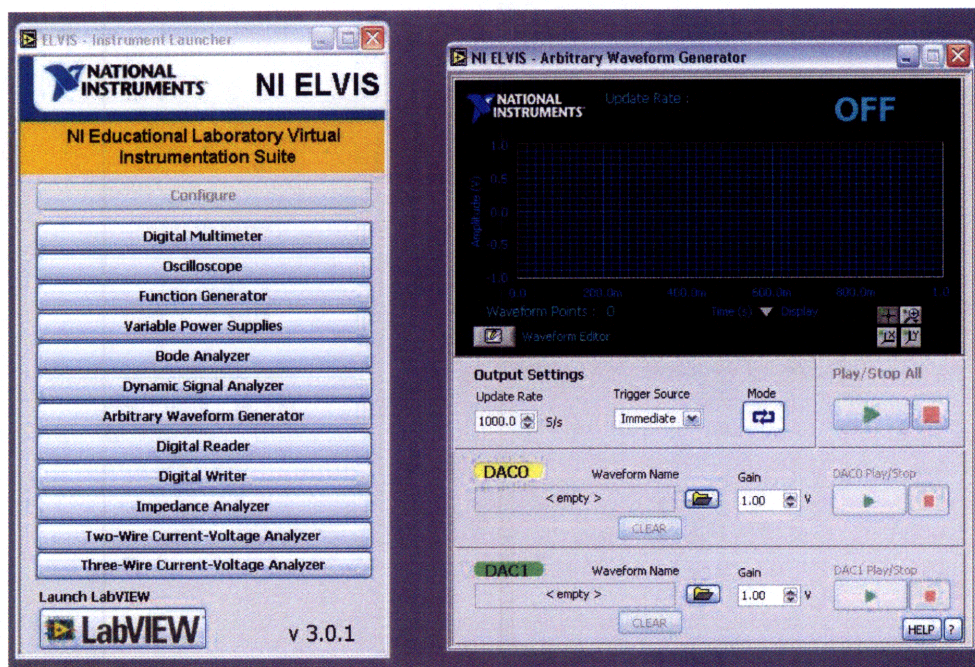 ELVIS - Instrument Launcher
NATIONAL
INSTRUMENTS
NI ELVIS
NI Educational Laboratory Virtual
Instrumentation Suite
Configure
Digital Multimeter
Oscilloscope
Function Generator
Variable Power Supplies
Bode Analyzer
Dynamic Signal Analyzer
Arbitrary Waveform Generator
Digital Reader
Digital Writer
Impedance Analyzer
Two-Wire Current-Voltage Analyzer
Three-Wire Current-Voltage Analyzer
Launch LabVIEW
LabVIEW
v 3.0.1
NI ELVIS - Arbitrary Waveform Generator
NATIONAL
INSTRUMENTS
Update Rate :
OFF
Amplitude (V)
1.0
0.5
0.0
-0.5
-1.0
0.0 200.0m 400.0m 600.0m 800.0m 1.0
Waveform Points : 0
Time (s)
Display
Waveform Editor
Output Settings
Update Rate
1000.0 S/s
Trigger Source
Immediate
Mode
Play/Stop All
DAC0
Waveform Name
< empty >
CLEAR
Gain
1.00 V
DAC0 Play/Stop
DAC1
Waveform Name
< empty >
CLEAR
Gain
1.00 V
DAC1 Play/Stop
HELP ?